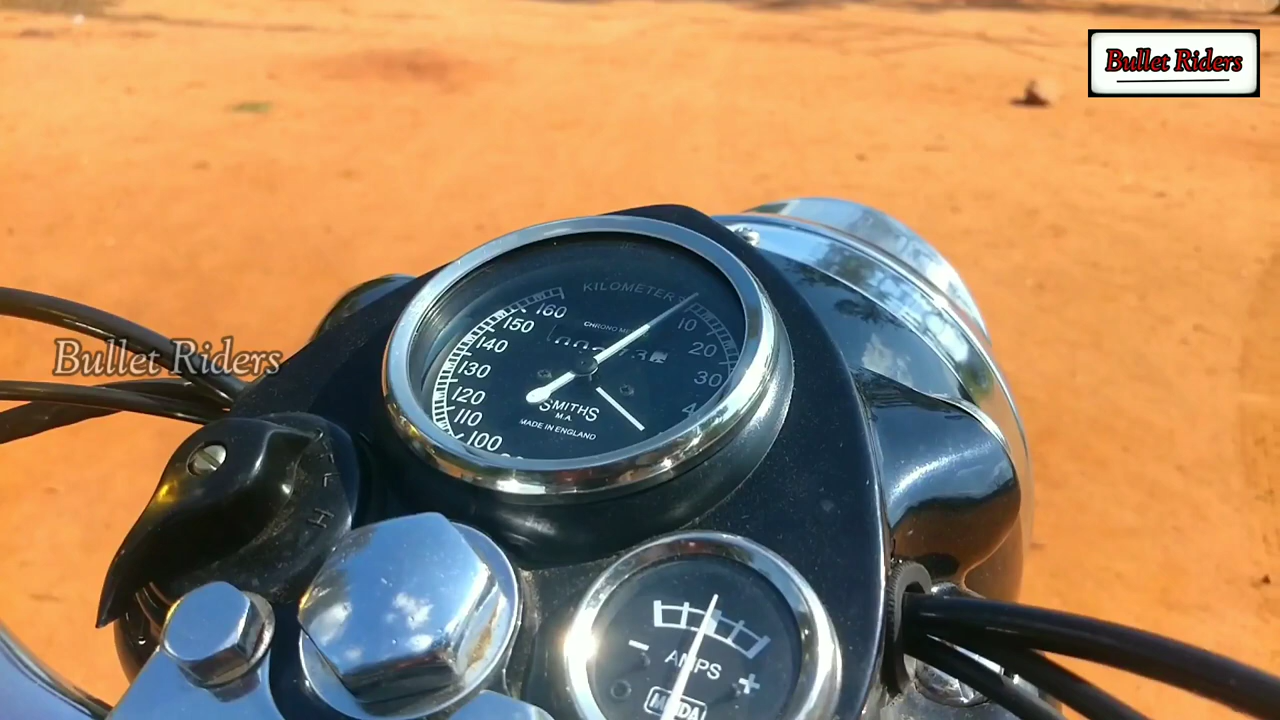 Bullet Riders
KILOMETERS
160
150
140
130
120
110
100
10
20
30
SMITHS
M.A.
MADE IN ENGLAND
Bullet Riders
L
H
AMPS
- +